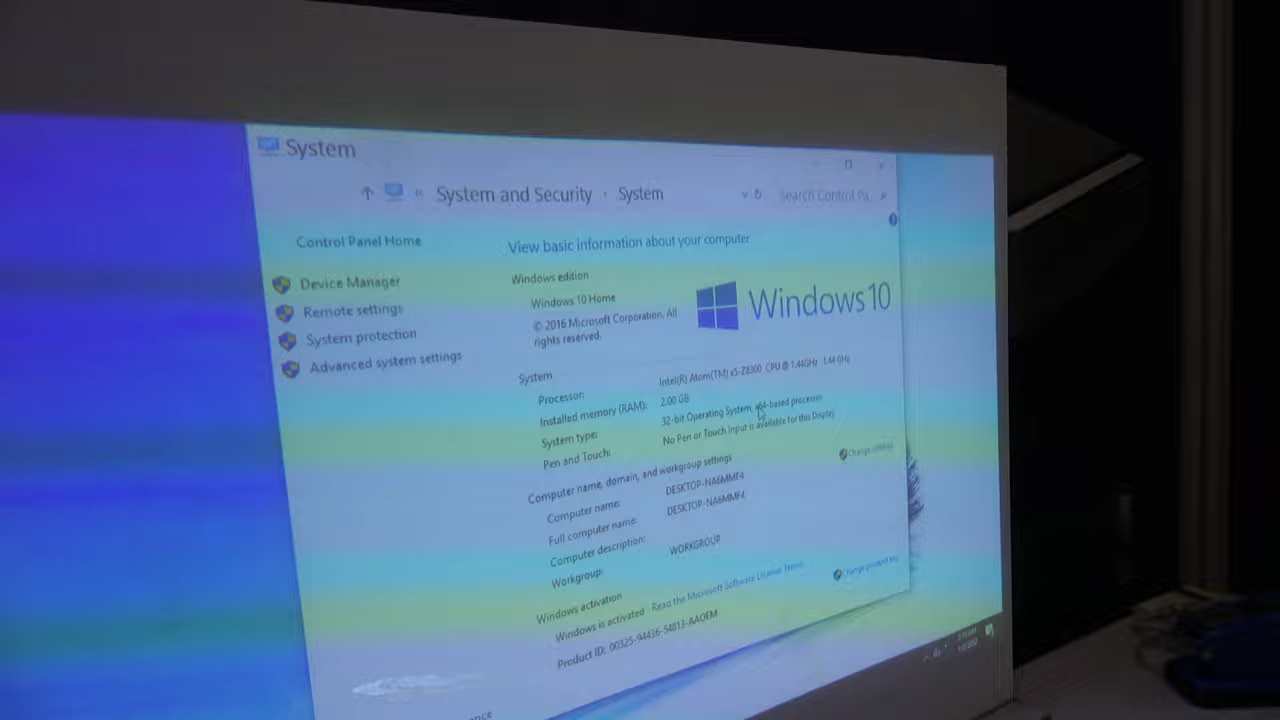 System
« System and Security › System
Search Control Pa
Control Panel Home
Device Manager
Remote settings
System protection
Advanced system settings
View basic information about your computer
Windows edition
Windows 10 Home
© 2016 Microsoft Corporation. All
rights reserved.
Windows 10
System
Processor: Intel(R) Atom(TM) x5-Z8300 CPU @ 1.44GHz 1.44 GHz
Installed memory (RAM): 2.00 GB
System type: 32-bit Operating System, x64-based processor
Pen and Touch: No Pen or Touch Input is available for this Display
Computer name, domain, and workgroup settings
Computer name: DESKTOP-NA6MMF4
Change settings
Full computer name: DESKTOP-NA6MMF4
Computer description:
Workgroup: WORKGROUP
Windows activation
Windows is activated Read the Microsoft Software License Terms
Product ID: 00325-94436-54813-AAOEM
Change product key